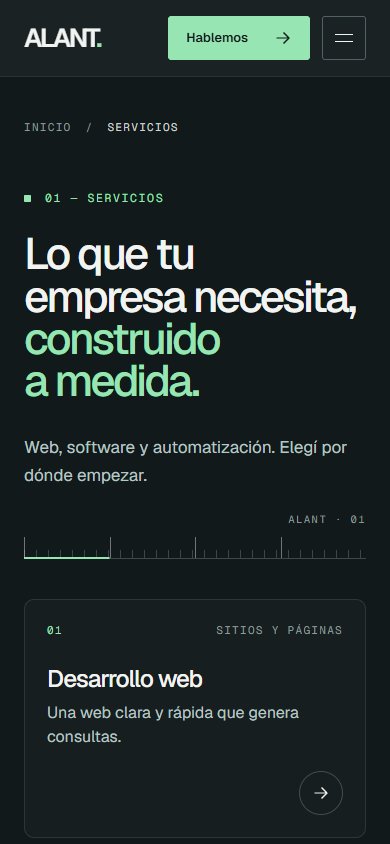 ALANT.
Hablemos
INICIO / SERVICIOS
01 — SERVICIOS
Lo que tu
empresa necesita,
construido
a medida.
Web, software y automatización. Elegí por
dónde empezar.
ALANT · 01
01 SITIOS Y PÁGINAS
Desarrollo web
Una web clara y rápida que genera
consultas.